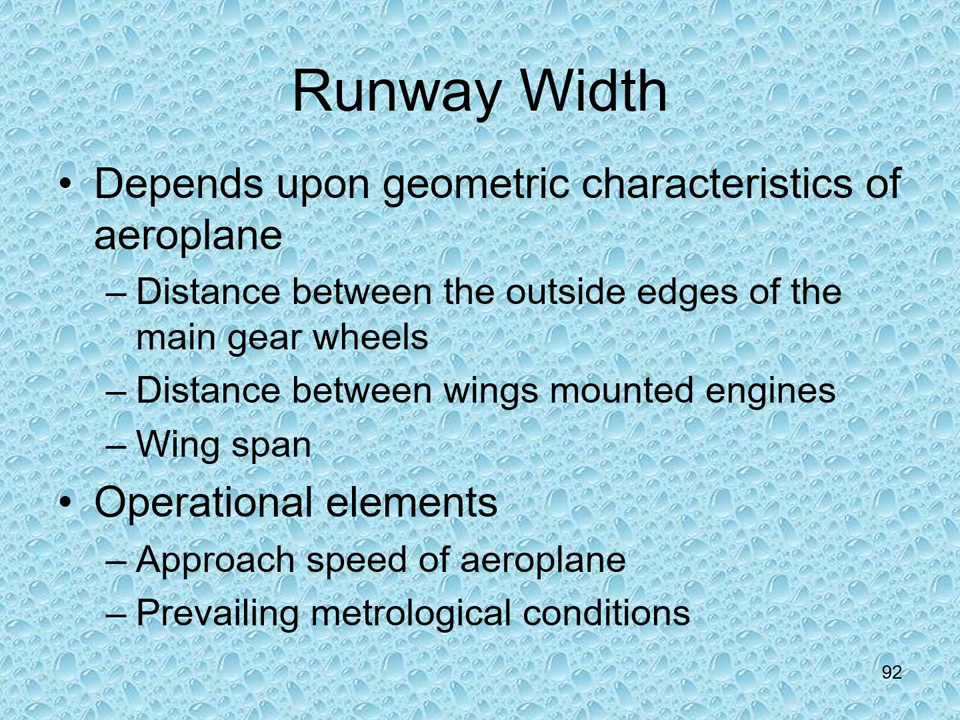 Runway Width
• Depends upon geometric characteristics of
aeroplane
– Distance between the outside edges of the
main gear wheels
– Distance between wings mounted engines
– Wing span
• Operational elements
– Approach speed of aeroplane
– Prevailing metrological conditions
92